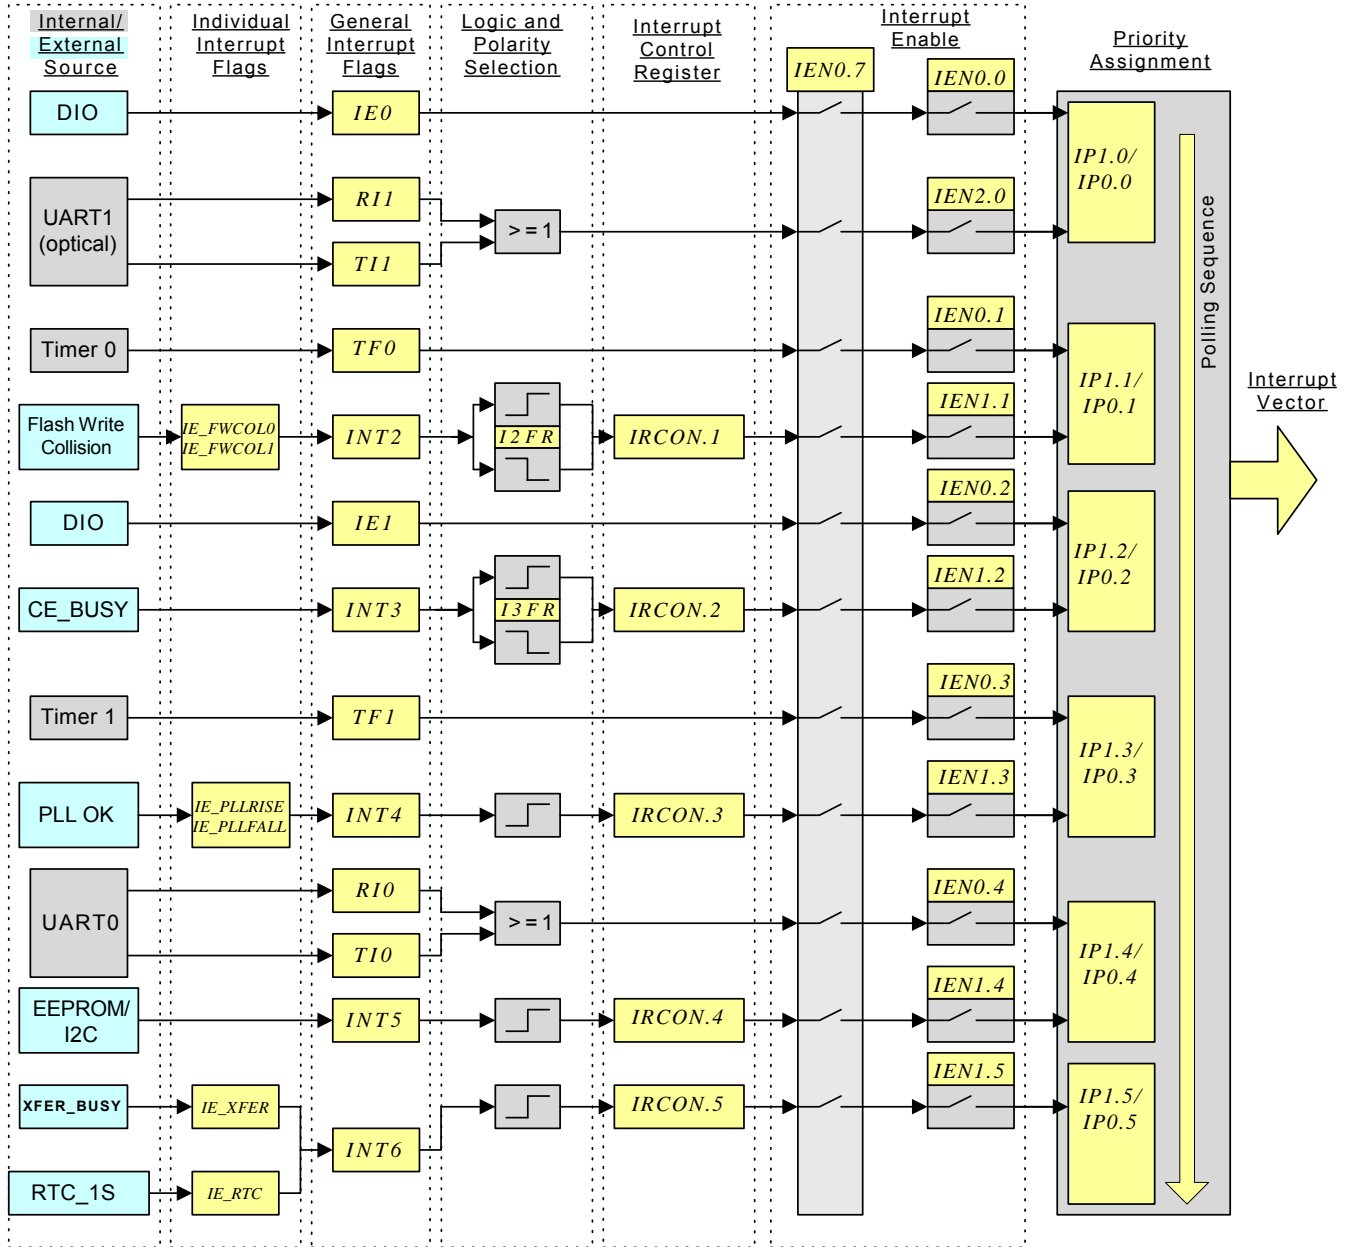 Internal/
External
Source
Individual
Interrupt
Flags
General
Interrupt
Flags
Logic and
Polarity
Selection
Interrupt
Control
Register
Interrupt
Enable
Priority
Assignment
IEN0.7
IEN0.0
DIO
IE0
IP1.0/
IP0.0
UART1
(optical)
RI1
TI1
>=1
IEN2.0
Polling Sequence
Timer 0
TF0
IEN0.1
IP1.1/
IP0.1
Interrupt
Vector
Flash Write
Collision
IE_FWCOL0
IE_FWCOL1
INT2
I2FR
IRCON.1
IEN1.1
DIO
IE1
IEN0.2
IP1.2/
IP0.2
CE_BUSY
INT3
I3FR
IRCON.2
IEN1.2
Timer 1
TF1
IEN0.3
IP1.3/
IP0.3
PLL OK
IE_PLLRISE
IE_PLLFALL
INT4
IRCON.3
IEN1.3
UART0
RI0
TI0
>=1
IEN0.4
IP1.4/
IP0.4
EEPROM/
I2C
INT5
IRCON.4
IEN1.4
XFER_BUSY
IE_XFER
INT6
IRCON.5
IEN1.5
IP1.5/
IP0.5
RTC_1S
IE_RTC